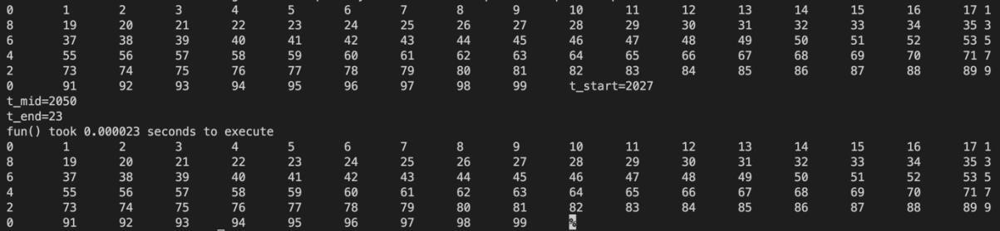 0 1 2 3 4 5 6 7 8 9 10 11 12 13 14 15 16 17 1
8 19 20 21 22 23 24 25 26 27 28 29 30 31 32 33 34 35 3
6 37 38 39 40 41 42 43 44 45 46 47 48 49 50 51 52 53 5
4 55 56 57 58 59 60 61 62 63 64 65 66 67 68 69 70 71 7
2 73 74 75 76 77 78 79 80 81 82 83 84 85 86 87 88 89 9
0 91 92 93 94 95 96 97 98 99 t_start=2027
t_mid=2050
t_end=23
fun() took 0.000023 seconds to execute
0 1 2 3 4 5 6 7 8 9 10 11 12 13 14 15 16 17 1
8 19 20 21 22 23 24 25 26 27 28 29 30 31 32 33 34 35 3
6 37 38 39 40 41 42 43 44 45 46 47 48 49 50 51 52 53 5
4 55 56 57 58 59 60 61 62 63 64 65 66 67 68 69 70 71 7
2 73 74 75 76 77 78 79 80 81 82 83 84 85 86 87 88 89 9
0 91 92 93 _ 94 95 96 97 98 99 %